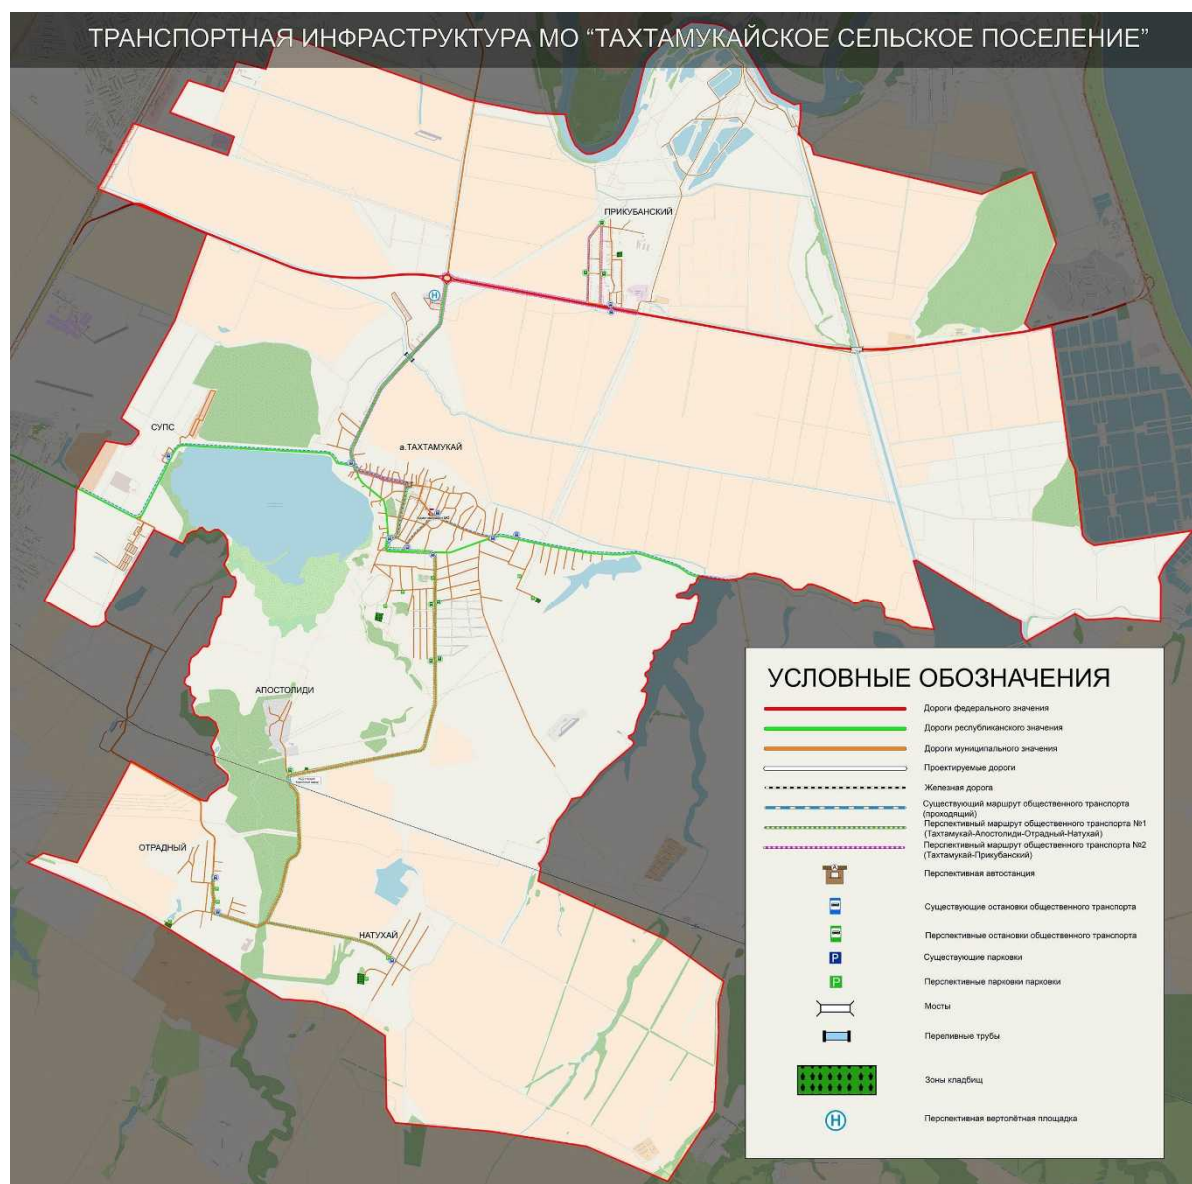 ТРАНСПОРТНАЯ ИНФРАСТРУКТУРА МО “ТАХТАМУКАЙСКОЕ СЕЛЬСКОЕ ПОСЕЛЕНИЕ”
ПРИКУБАНСКИЙ
СУПС
а.ТАХТАМУКАЙ
АПОСТОЛИДИ
ОТРАДНЫЙ
НАТУХАЙ
УСЛОВНЫЕ ОБОЗНАЧЕНИЯ
Дороги федерального значения
Дороги республиканского значения
Дороги муниципального значения
Проектируемые дороги
Железная дорога
Существующий маршрут общественного транспорта
(проходящий)
Перспективный маршрут общественного транспорта №1
(Тахтамукай-Апостолиди-Отрадный-Натухай)
Перспективный маршрут общественного транспорта №2
(Тахтамукай-Прикубанский)
Перспективная автостанция
Существующие остановки общественного транспорта
Перспективные остановки общественного транспорта
P Существующие парковки
P Перспективные парковки парковки
Мосты
Переливные трубы
Зоны кладбищ
H Перспективная вертолётная площадка